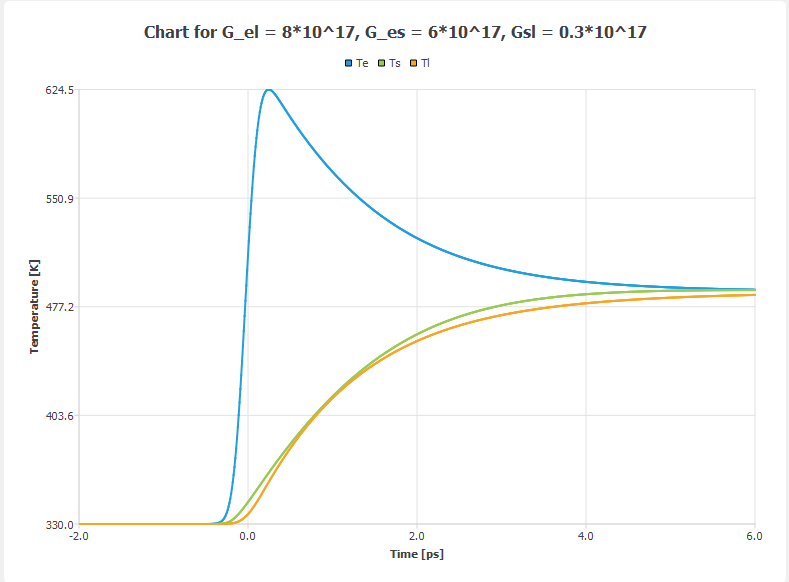 Chart for G_el = 8*10^17, G_es = 6*10^17, Gsl = 0.3*10^17
Te Ts Tl
624.5
550.9
477.2
403.6
330.0
Temperature [K]
-2.0 0.0 2.0 4.0 6.0
Time [ps]